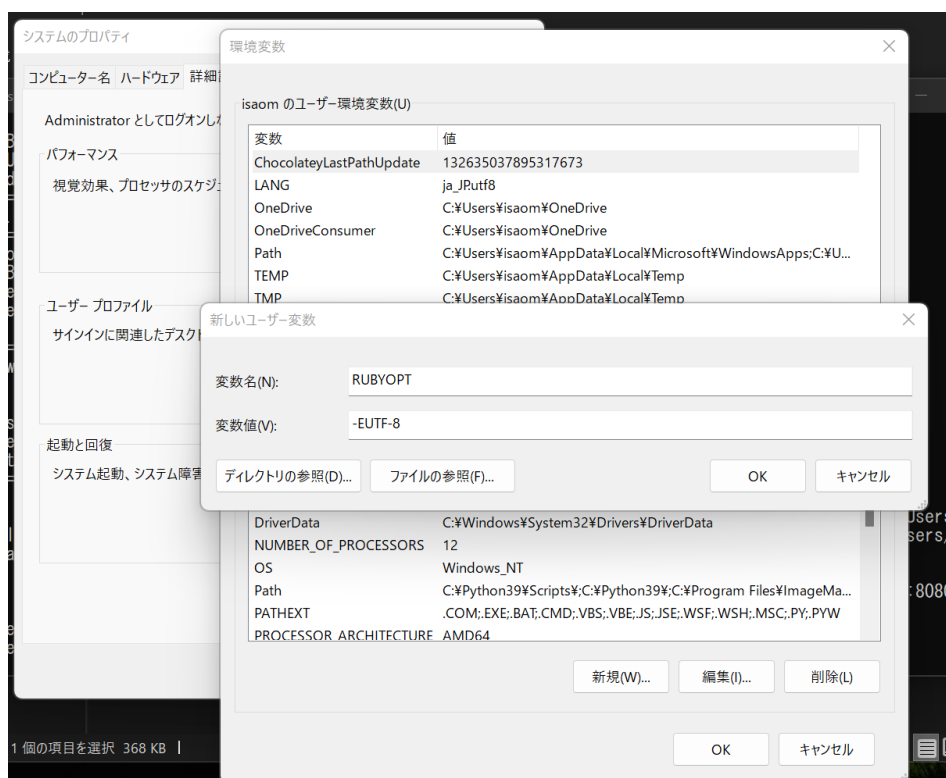 システムのプロパティ
コンピューター名 ハードウェア 詳細
Administrator としてログオンしな
パフォーマンス
視覚効果、プロセッサのスケジュ
ユーザー プロファイル
サインインに関連したデスクト
起動と回復
システム起動、システム障害
環境変数
isaom のユーザー環境変数(U)
変数 値
ChocolateyLastPathUpdate 132635037895317673
LANG ja_JP.utf8
OneDrive C:¥Users¥isaom¥OneDrive
OneDriveConsumer C:¥Users¥isaom¥OneDrive
Path C:¥Users¥isaom¥AppData¥Local¥Microsoft¥WindowsApps;C:¥U...
TEMP C:¥Users¥isaom¥AppData¥Local¥Temp
TMP C:¥Users¥isaom¥AppData¥Local¥Temp
新しいユーザー変数
変数名(N): RUBYOPT
変数値(V): -EUTF-8
ディレクトリの参照(D)... ファイルの参照(F)... OK キャンセル
DriverData C:¥Windows¥System32¥Drivers¥DriverData
NUMBER_OF_PROCESSORS 12
OS Windows_NT
Path C:¥Python39¥Scripts¥;C:¥Python39¥;C:¥Program Files¥ImageMa...
PATHEXT .COM;.EXE;.BAT;.CMD;.VBS;.VBE;.JS;.JSE;.WSF;.WSH;.MSC;.PY;.PYW
PROCESSOR_ARCHITECTURE AMD64
新規(W)... 編集(I)... 削除(L)
OK キャンセル
1 個の項目を選択 368 KB
:8080